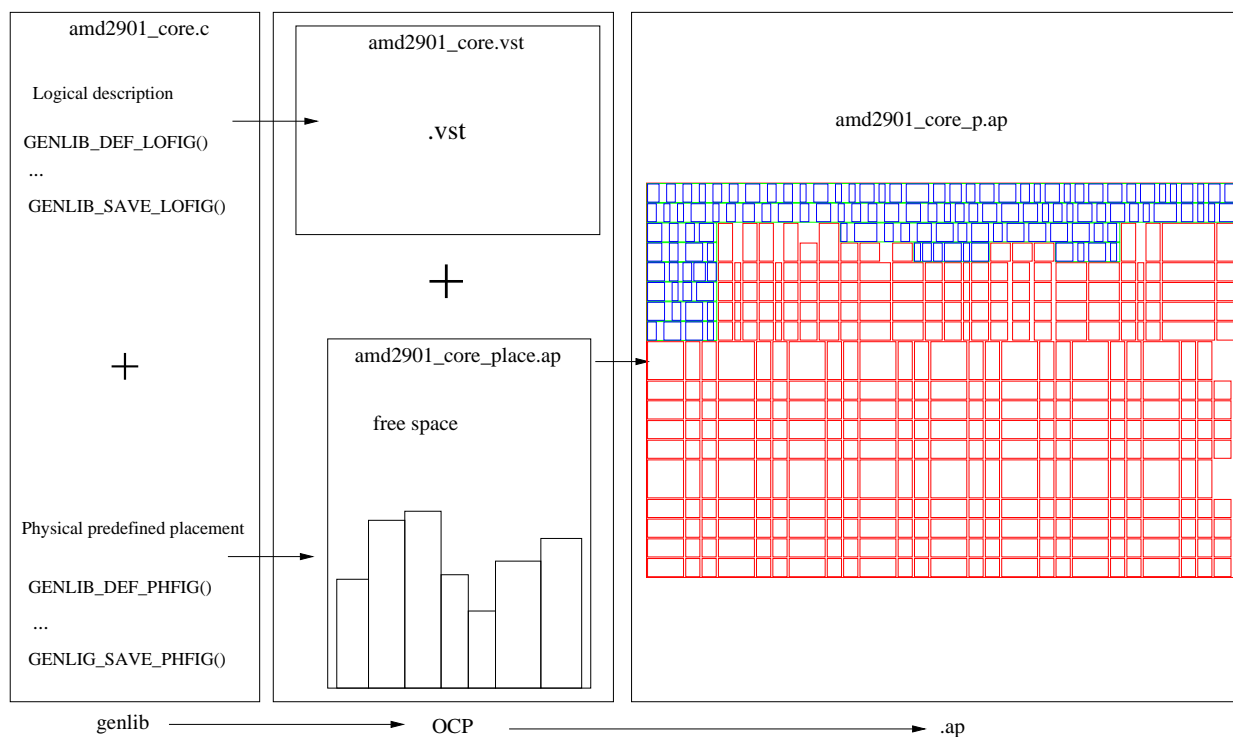 amd2901_core.c
Logical description
GENLIB_DEF_LOFIG()
...
GENLIB_SAVE_LOFIG()
+
Physical predefined placement
GENLIB_DEF_PHFIG()
...
GENLIG_SAVE_PHFIG()
amd2901_core.vst
.vst
+
amd2901_core_place.ap
free space
amd2901_core_p.ap
genlib
OCP
.ap